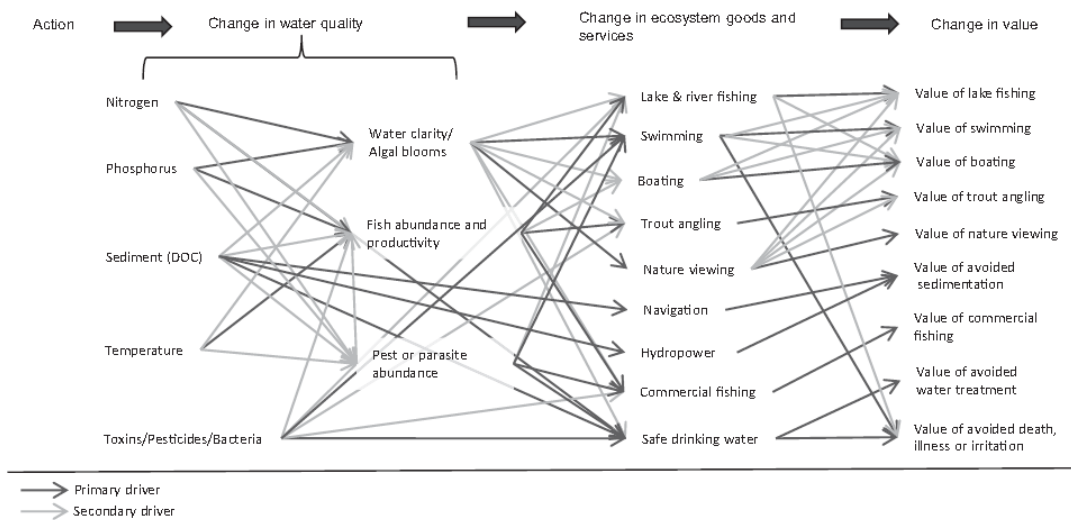 Action
Change in water quality
Change in ecosystem goods and
services
Change in value
Nitrogen
Phosphorus
Sediment (DOC)
Temperature
Toxins/Pesticides/Bacteria
Water clarity/
Algal blooms
Fish abundance and
productivity
Pest or parasite
abundance
Lake & river fishing
Swimming
Boating
Trout angling
Nature viewing
Navigation
Hydropower
Commercial fishing
Safe drinking water
Value of lake fishing
Value of swimming
Value of boating
Value of trout angling
Value of nature viewing
Value of avoided
sedimentation
Value of commercial
fishing
Value of avoided
water treatment
Value of avoided death,
illness or irritation
Primary driver
Secondary driver